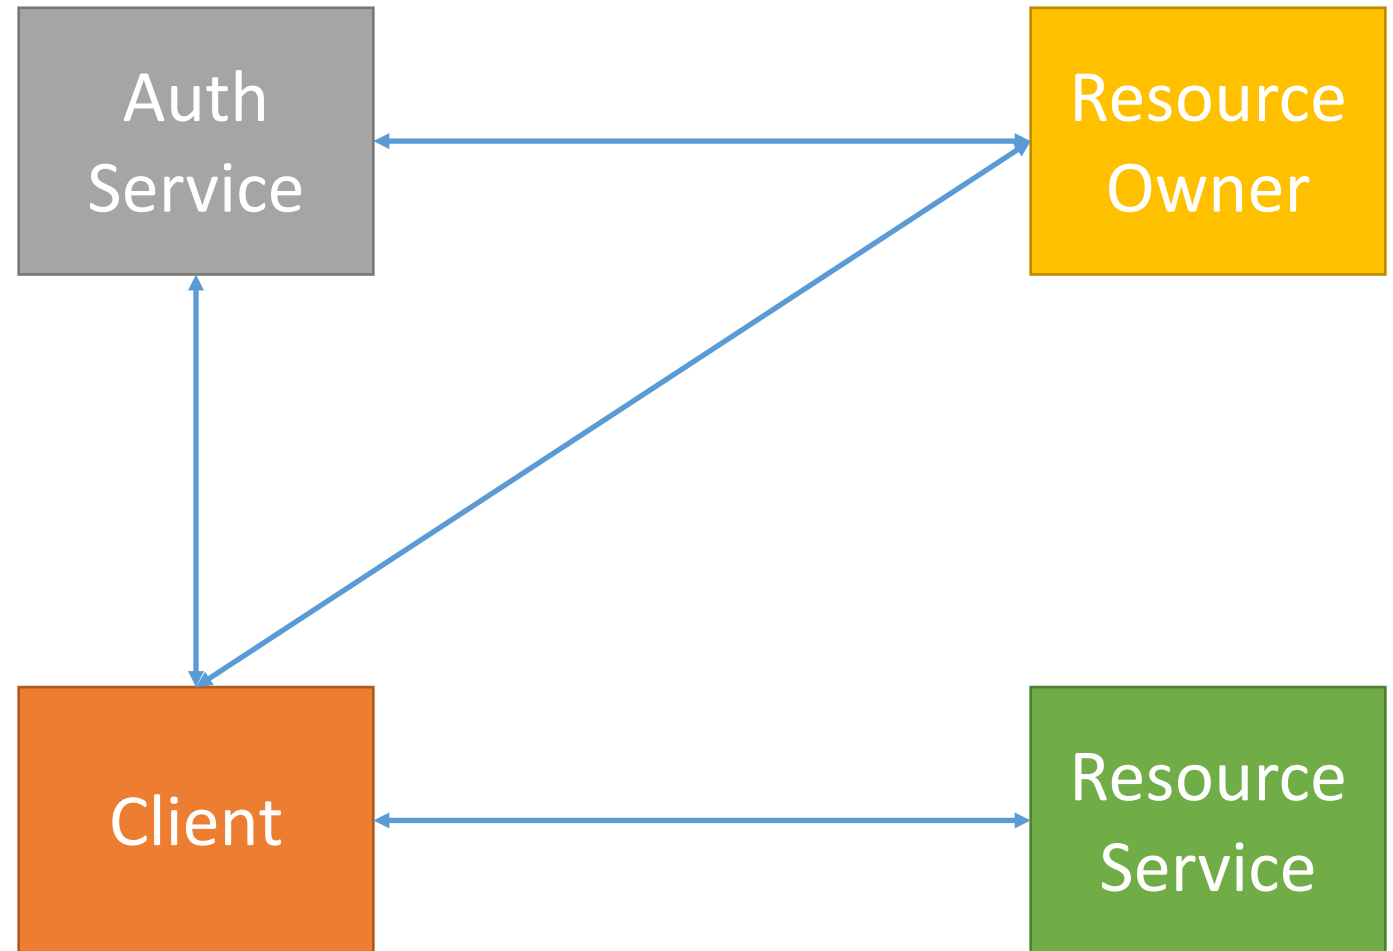 Auth
Service
Resource
Owner
Client
Resource
Service